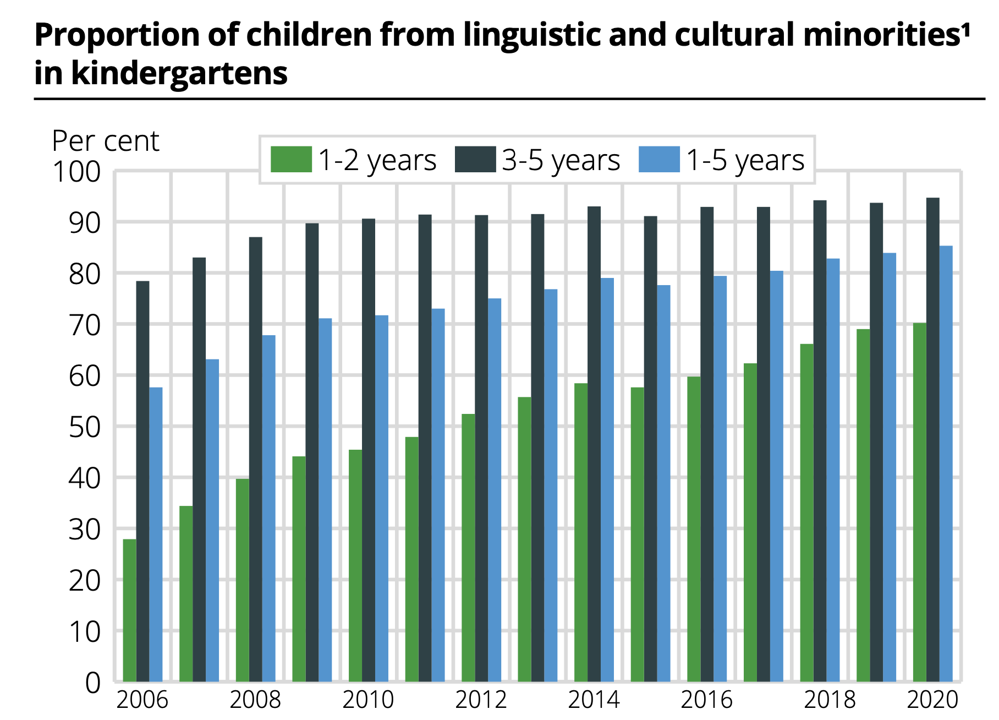 Proportion of children from linguistic and cultural minorities¹
in kindergartens
Per cent
1-2 years 3-5 years 1-5 years
100
90
80
70
60
50
40
30
20
10
0
2006 2008 2010 2012 2014 2016 2018 2020